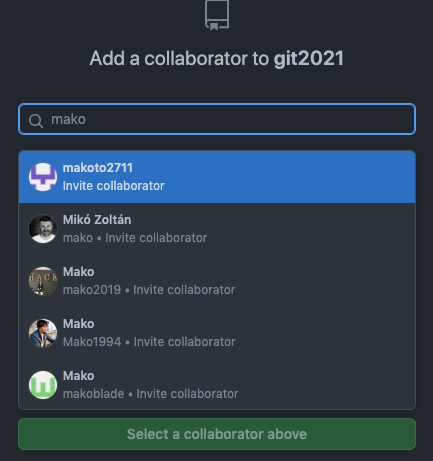 Add a collaborator to git2021
mako
makoto2711
Invite collaborator
Mikó Zoltán
mako • Invite collaborator
Mako
mako2019 • Invite collaborator
Mako
Mako1994 • Invite collaborator
Mako
makoblade • Invite collaborator
Select a collaborator above